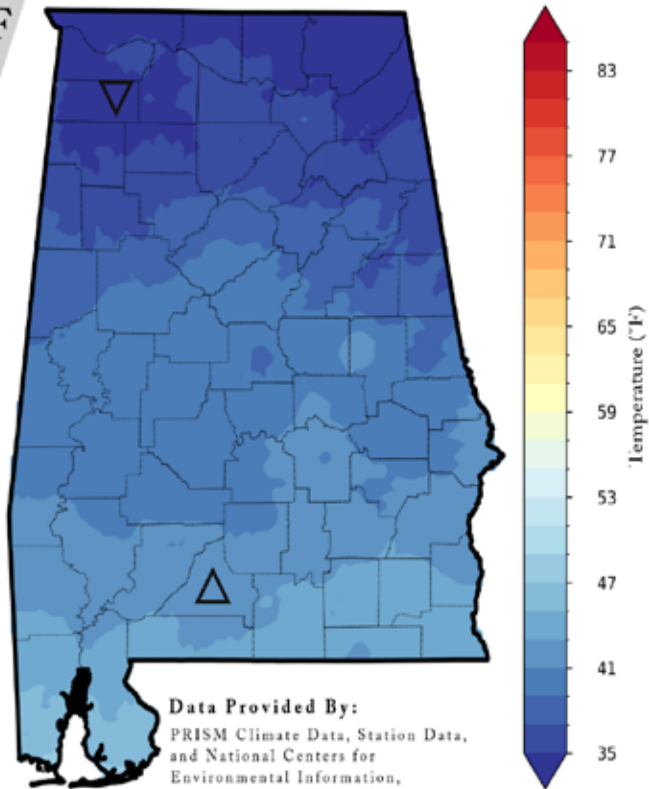 F
83
77
71
65
59
53
47
41
35
Temperature (°F)
Data Provided By:
PRISM Climate Data, Station Data,
and National Centers for
Environmental Information,